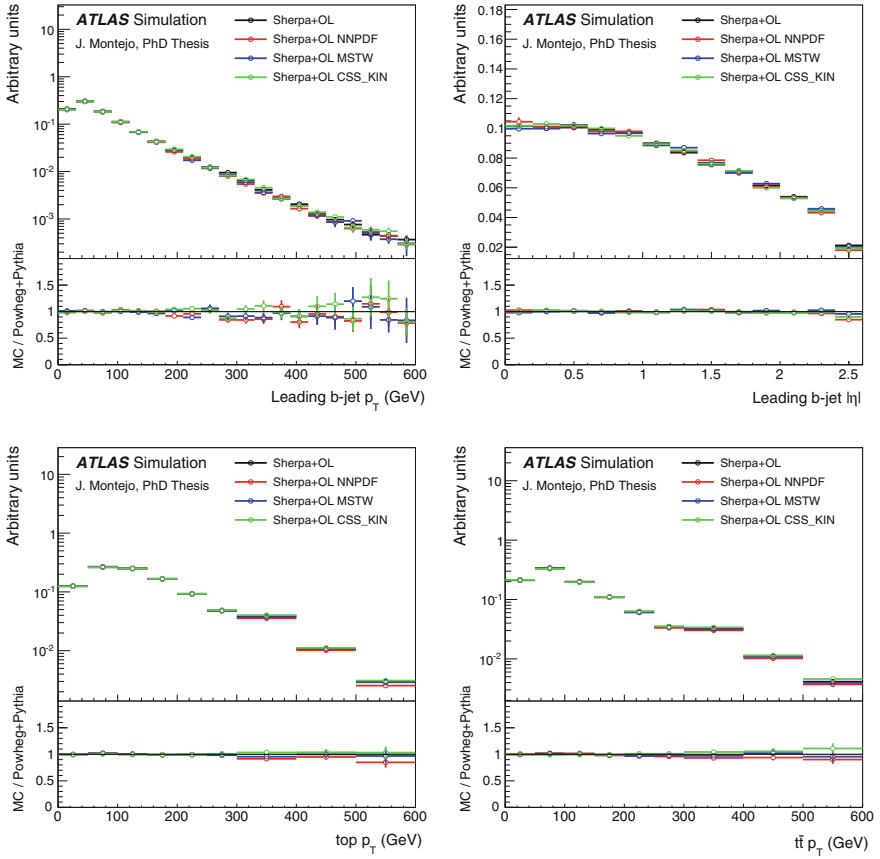 Arbitrary units
10
1
10-1
10-2
10-3
ATLAS Simulation
J. Montejo, PhD Thesis
Sherpa+OL
Sherpa+OL NNPDF
Sherpa+OL MSTW
Sherpa+OL CSS_KIN
MC / Powheg+Pythia
1.5
1
0.5
0
0 100 200 300 400 500 600
Leading b-jet pT (GeV)
Arbitrary units
0.18
0.16
0.14
0.12
0.1
0.08
0.06
0.04
0.02
ATLAS Simulation
J. Montejo, PhD Thesis
Sherpa+OL
Sherpa+OL NNPDF
Sherpa+OL MSTW
Sherpa+OL CSS_KIN
MC / Powheg+Pythia
1.5
1
0.5
0
0 0.5 1 1.5 2 2.5
Leading b-jet |η|
Arbitrary units
10
1
10-1
10-2
ATLAS Simulation
J. Montejo, PhD Thesis
Sherpa+OL
Sherpa+OL NNPDF
Sherpa+OL MSTW
Sherpa+OL CSS_KIN
MC / Powheg+Pythia
1.5
1
0.5
0
0 100 200 300 400 500 600
top pT (GeV)
Arbitrary units
10
1
10-1
10-2
ATLAS Simulation
J. Montejo, PhD Thesis
Sherpa+OL
Sherpa+OL NNPDF
Sherpa+OL MSTW
Sherpa+OL CSS_KIN
MC / Powheg+Pythia
1.5
1
0.5
0
0 100 200 300 400 500 600
tt̄ pT (GeV)